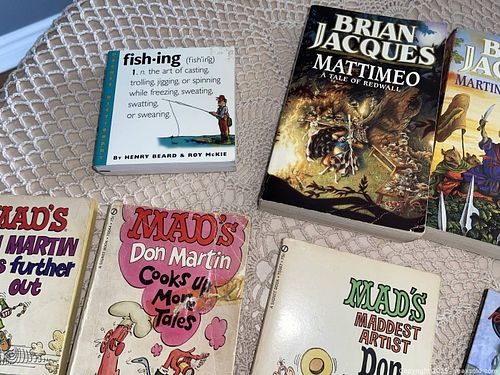 fish·ing (fish'ing)
1. n. the art of casting,
trolling, jigging, or spinning
while freezing, sweating,
swatting,
or swearing.
BY HENRY BEARD & ROY McKIE
BRIAN
JACQUES
MATTIMEO
A TALE OF REDWALL
MARTIN
MAD'S
MARTIN
further
out
MAD'S
Don Martin
Cooks Up
More
Tales
MAD'S
MADDEST
ARTIST
Don